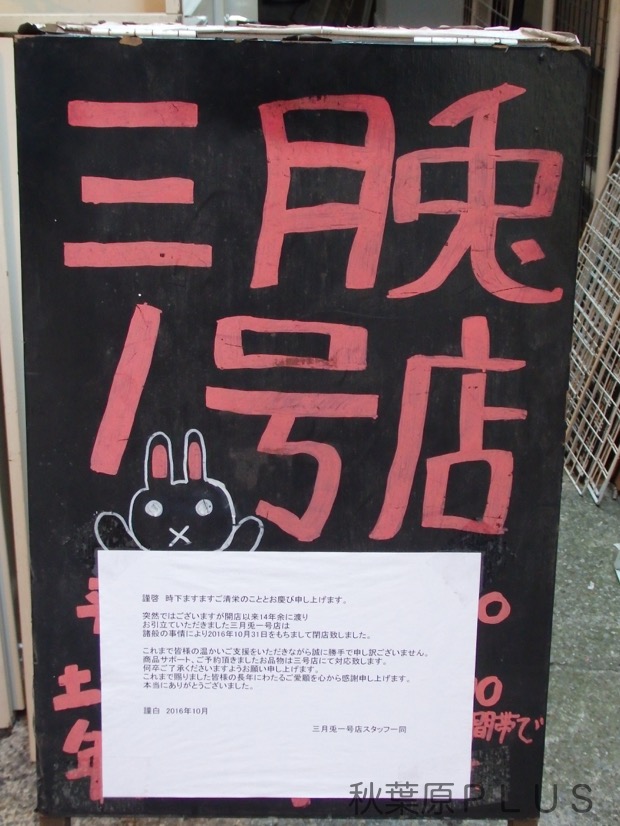 三月兎
1号店
謹啓　時下ますますご清栄のこととお慶び申し上げます。
突然ではございますが開店以来14年余に渡り
お引立ていただきました三月兎一号店は
諸般の事情により2016年10月31日をもちまして閉店致しました。
これまで皆様の温かいご支援をいただきながら誠に勝手で申し訳ございません。
商品サポート、ご予約頂きましたお品物は三号店にて対応致します。
何卒ご了承くださいますようお願い申し上げます。
これまで賜りました皆様の長年にわたるご愛顧を心から感謝申し上げます。
本当にありがとうございました。
謹白　2016年10月
三月兎一号店スタッフ一同
土
年
間帯で
秋葉原PLUS